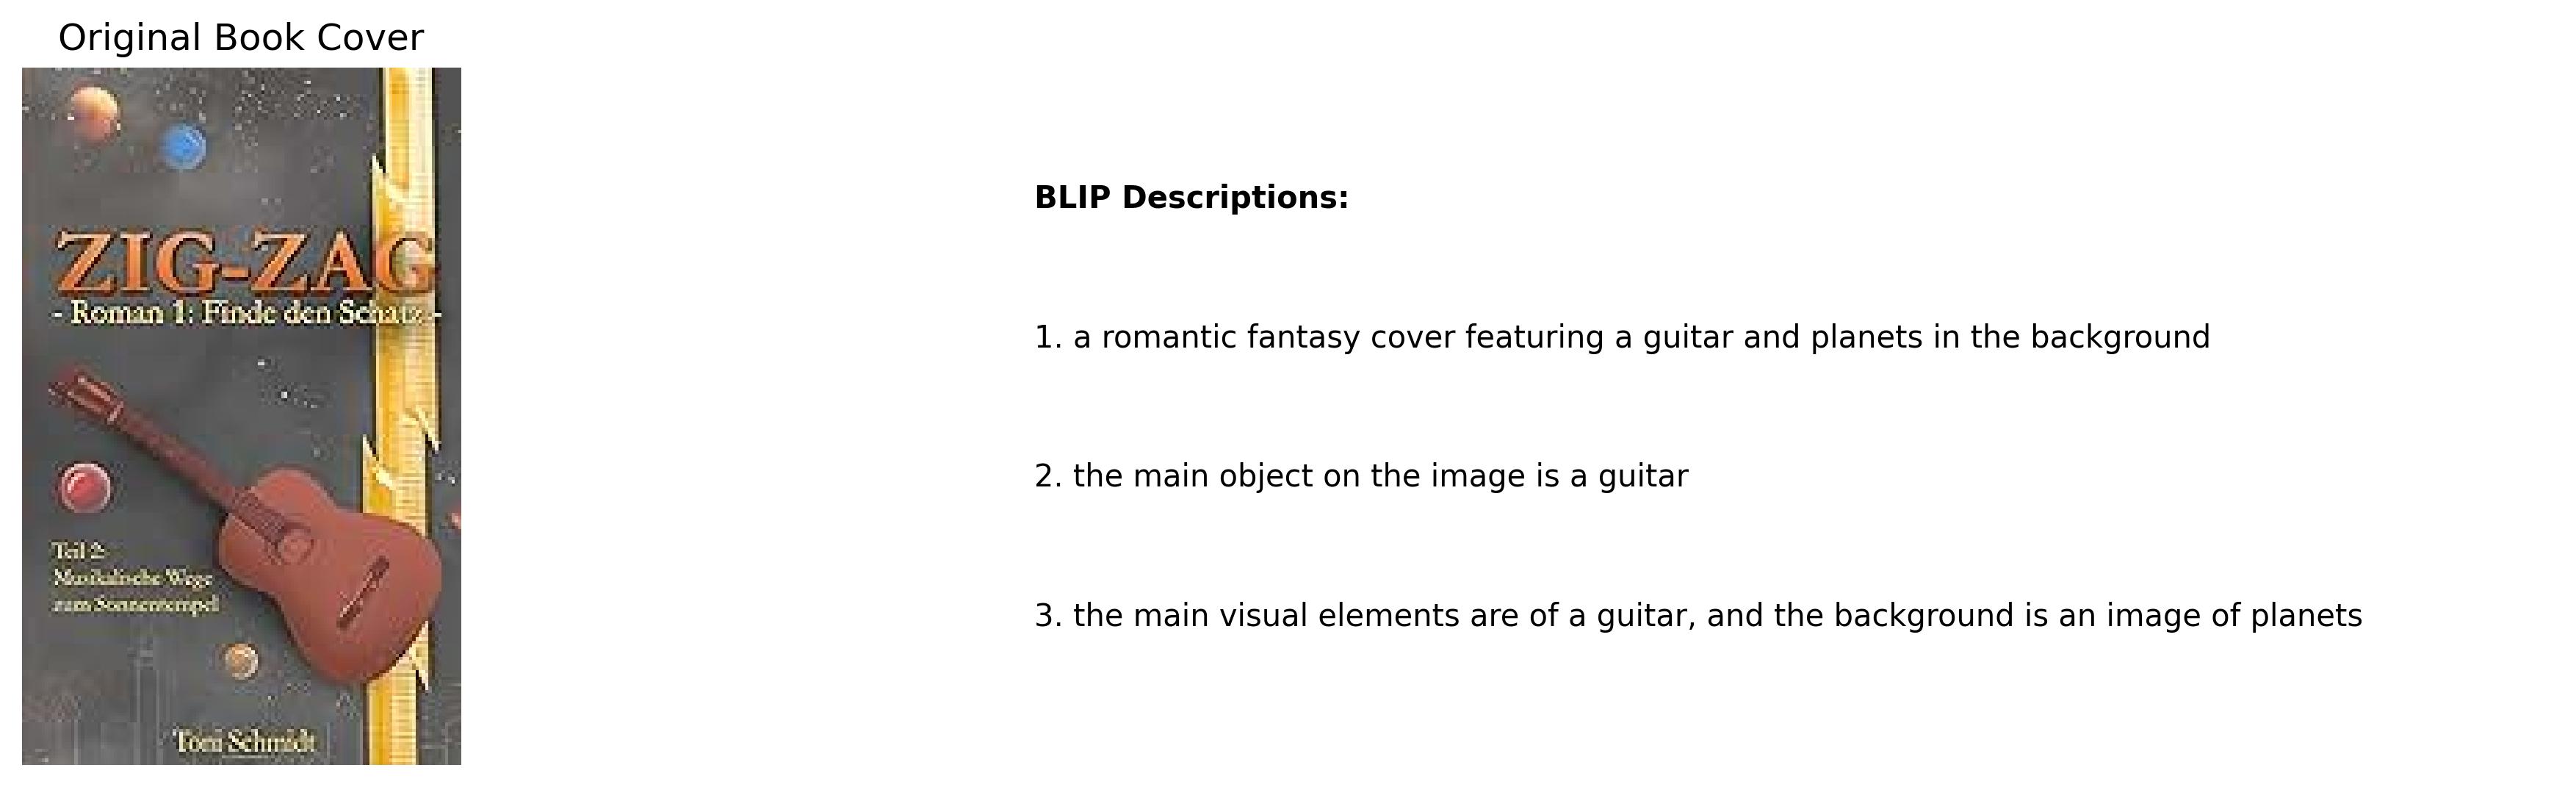 Original Book Cover
ZIG-ZAG
- Roman 1: Finde den Schatz -
Teil 2:
Musikalische Wege
zum Sonnentempel
Toni Schmidt
BLIP Descriptions:
1. a romantic fantasy cover featuring a guitar and planets in the background
2. the main object on the image is a guitar
3. the main visual elements are of a guitar, and the background is an image of planets